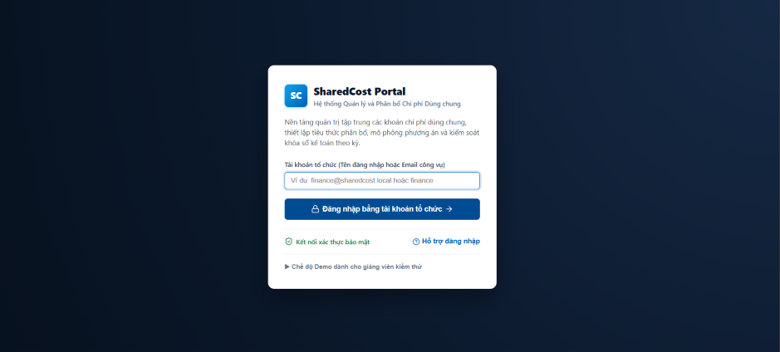 SC
SharedCost Portal
Hệ thống Quản lý và Phân bổ Chi phí Dùng chung
Nền tảng quản trị tập trung các khoản chi phí dùng chung,
thiết lập tiêu thức phân bổ, mô phỏng phương án và kiểm soát
khóa sổ kế toán theo kỳ.
Tài khoản tổ chức (Tên đăng nhập hoặc Email công vụ)
Ví dụ: finance@sharedcost.local hoặc finance
Đăng nhập bằng tài khoản tổ chức →
Kết nối xác thực bảo mật
Hỗ trợ đăng nhập
▶ Chế độ Demo dành cho giảng viên kiểm thử